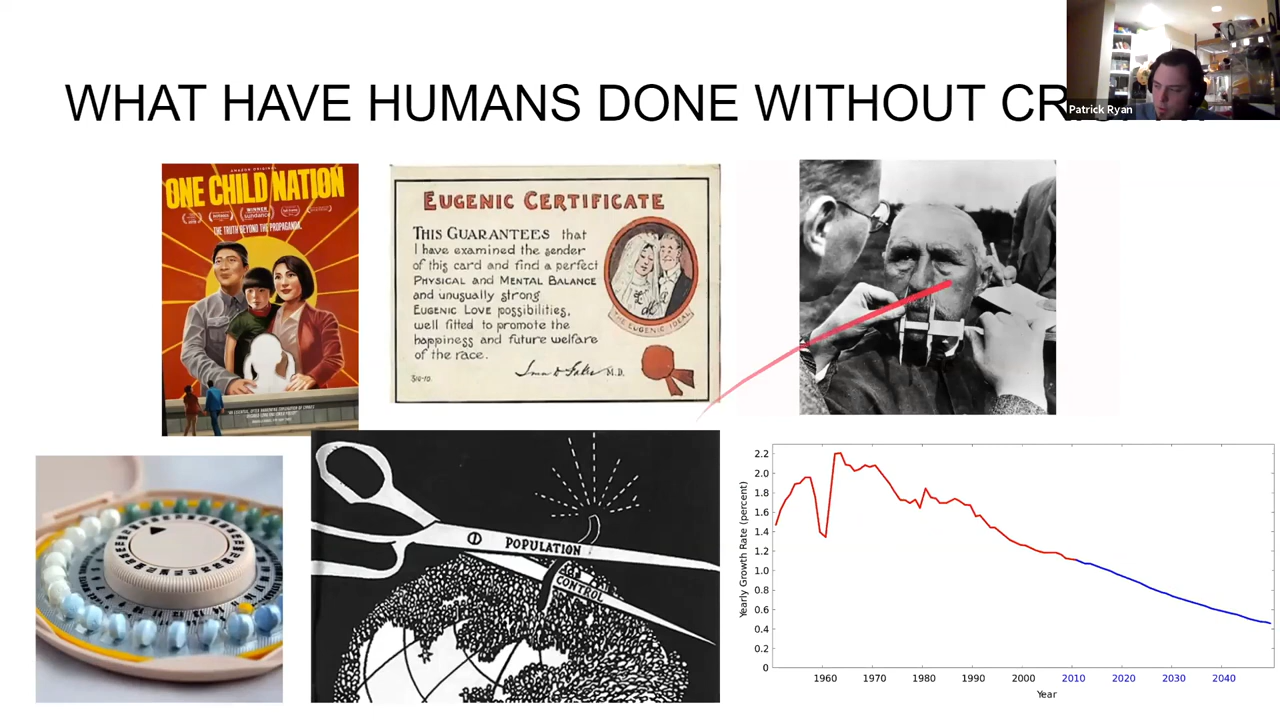 WHAT HAVE HUMANS DONE WITHOUT
Patrick Ryan
AMAZON ORIGINAL
ONE CHILD NATION
WINNER
sundance
THE TRUTH BEYOND THE PROPAGANDA.
EUGENIC CERTIFICATE
THIS GUARANTEES that
I have examined the sender
of this card and find a perfect
PHYSICAL and MENTAL BALANCE
and unusually strong
EUGENIC LOVE possibilities,
well fitted to promote the
happiness and future welfare
of the race.
M.D.
THE EUGENIC IDEAL
POPULATION
CONTROL
Yearly Growth Rate (percent)
2.2
2.0
1.8
1.6
1.4
1.2
1.0
0.8
0.6
0.4
0.2
0
1960 1970 1980 1990 2000 2010 2020 2030 2040
Year